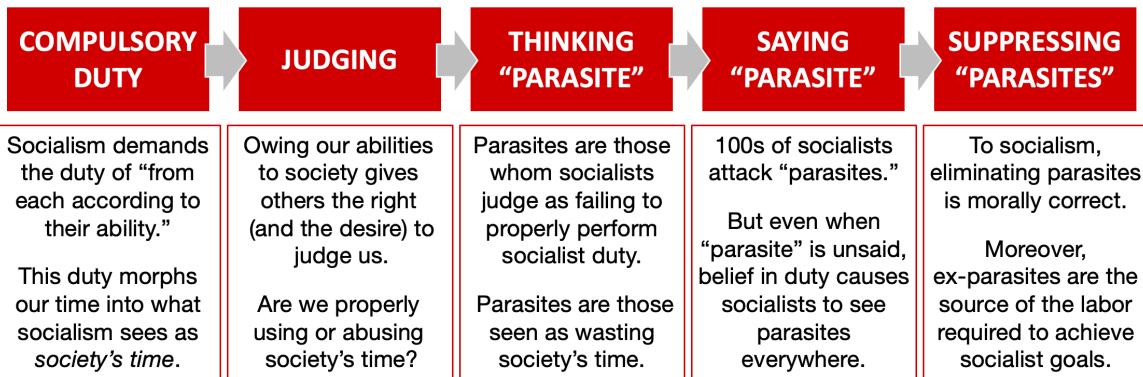 COMPULSORY
DUTY
JUDGING
THINKING
“PARASITE”
SAYING
“PARASITE”
SUPPRESSING
“PARASITES”
Socialism demands
the duty of “from
each according to
their ability.”
This duty morphs
our time into what
socialism sees as
society’s time.
Owing our abilities
to society gives
others the right
(and the desire) to
judge us.
Are we properly
using or abusing
society’s time?
Parasites are those
whom socialists
judge as failing to
properly perform
socialist duty.
Parasites are those
seen as wasting
society’s time.
100s of socialists
attack “parasites.”
But even when
“parasite” is unsaid,
belief in duty causes
socialists to see
parasites
everywhere.
To socialism,
eliminating parasites
is morally correct.
Moreover,
ex-parasites are the
source of the labor
required to achieve
socialist goals.